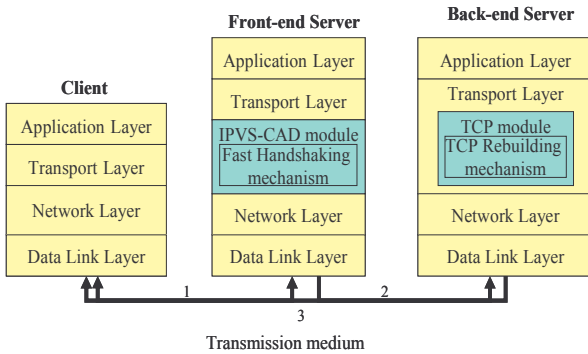 Client
Application Layer
Transport Layer
Network Layer
Data Link Layer
Front-end Server
Application Layer
Transport Layer
IPVS-CAD module
Fast Handshaking
mechanism
Network Layer
Data Link Layer
Back-end Server
Application Layer
Transport Layer
TCP module
TCP Rebuilding
mechanism
Network Layer
Data Link Layer
1
2
3
Transmission medium